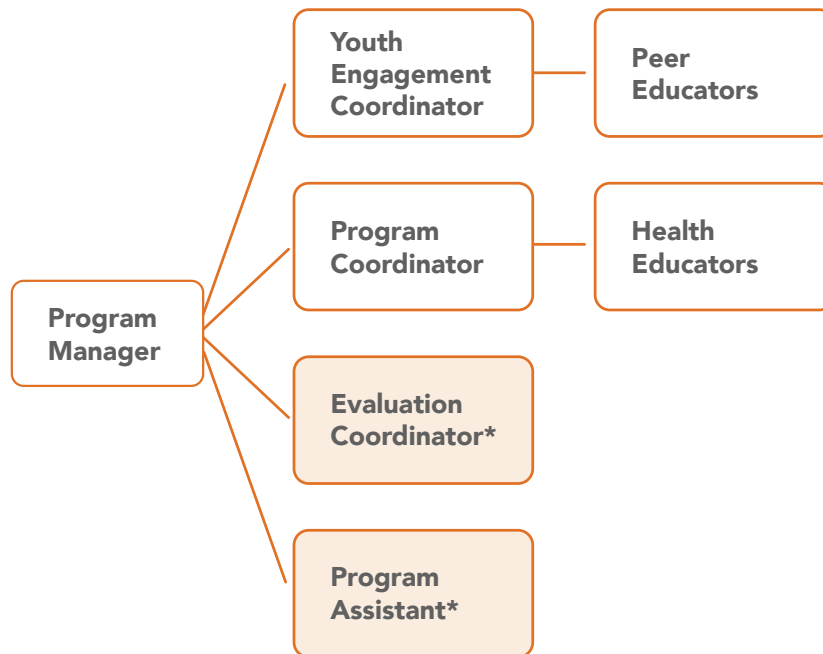 Youth
Engagement
Coordinator
Peer
Educators
Program
Coordinator
Health
Educators
Program
Manager
Evaluation
Coordinator*
Program
Assistant*